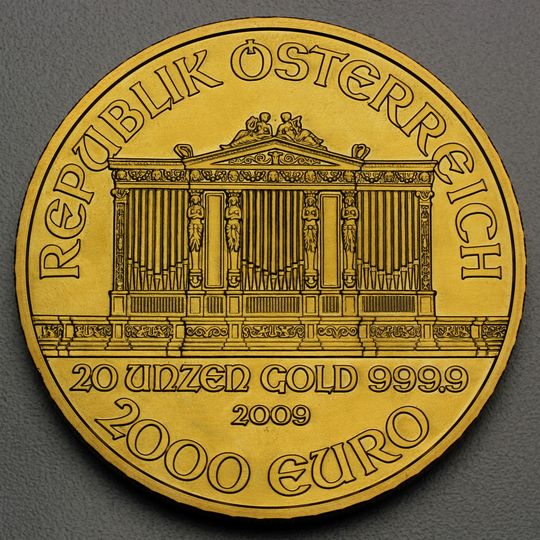 REPUBLIK ÖSTERREICH
20 UNZEN GOLD 999.9
2009
2000 EURO